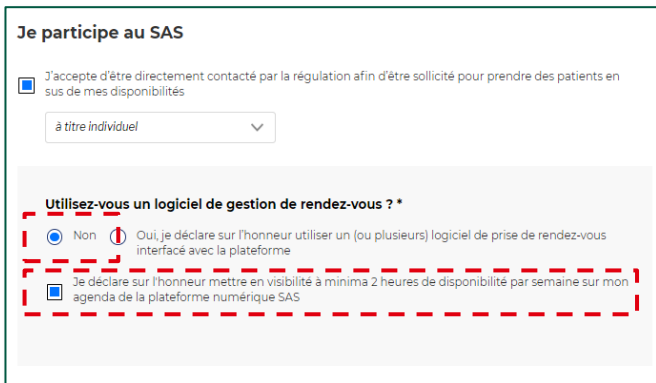 Je participe au SAS
J'accepte d'être directement contacté par la régulation afin d'être sollicité pour prendre des patients en
sus de mes disponibilités
à titre individuel
Utilisez-vous un logiciel de gestion de rendez-vous ? *
Non Oui, je déclare sur l'honneur utiliser un (ou plusieurs) logiciel de prise de rendez-vous
interfacé avec la plateforme
Je déclare sur l'honneur mettre en visibilité à minima 2 heures de disponibilité par semaine sur mon
agenda de la plateforme numérique SAS